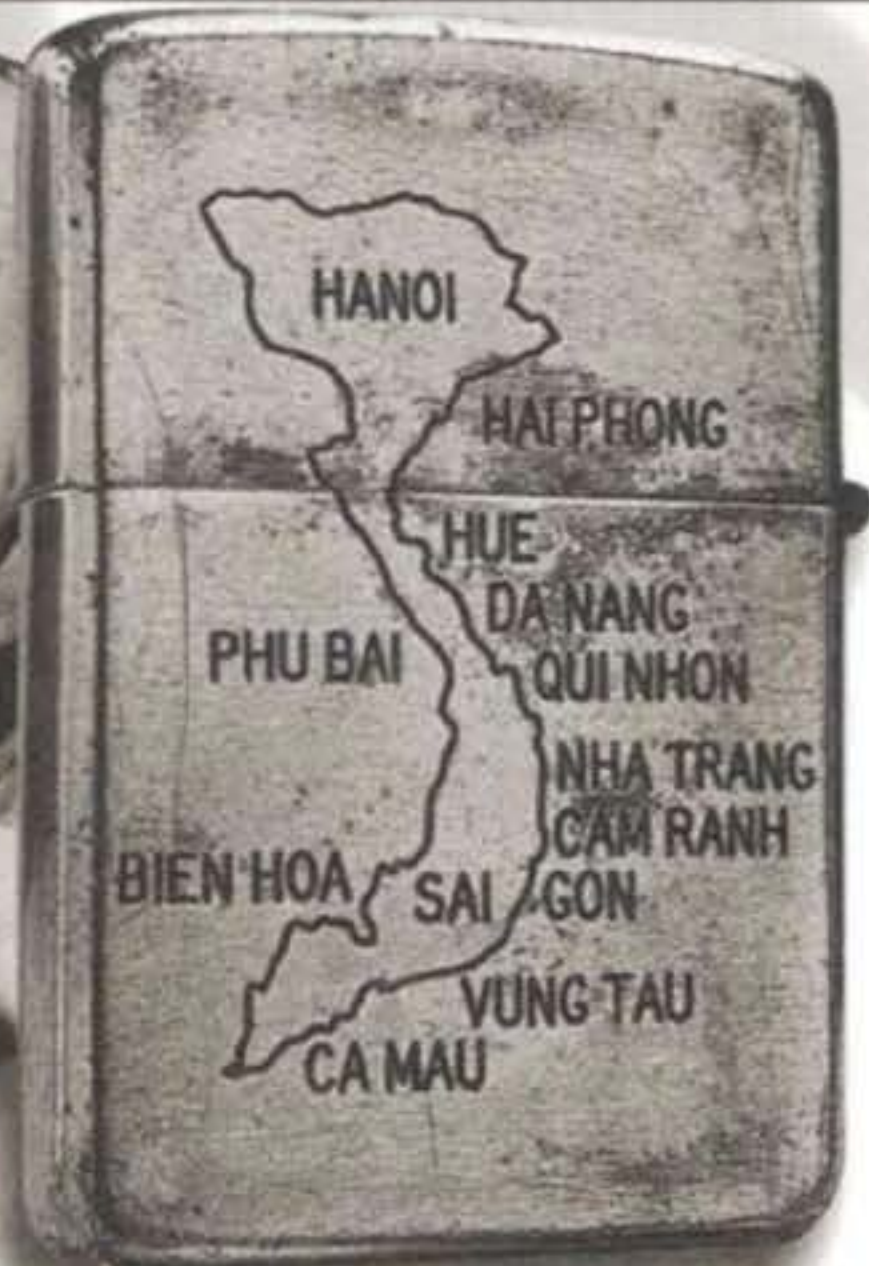 HANOI
HAI PHONG
HUE
DA NANG
PHU BAI
QUI NHON
NHA TRANG
CAM RANH
BIEN HOA
SAI GON
VUNG TAU
CA MAU